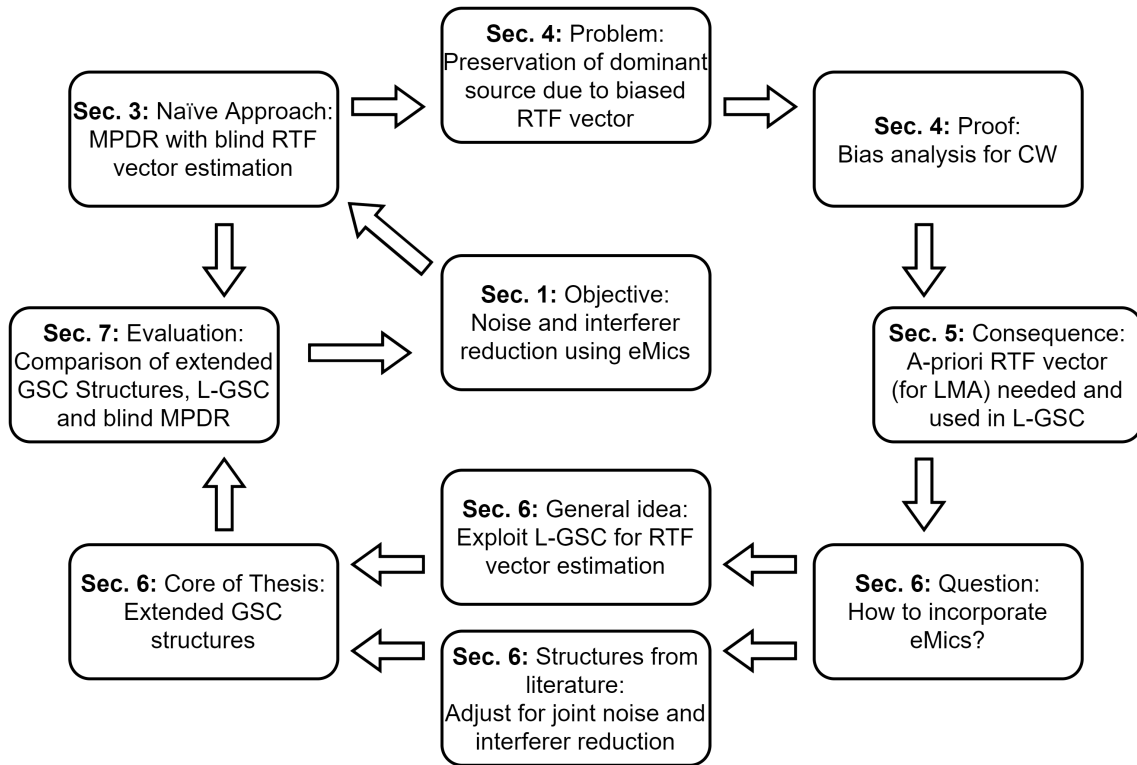 Sec. 3: Naïve Approach:
MPDR with blind RTF
vector estimation
Sec. 4: Problem:
Preservation of dominant
source due to biased
RTF vector
Sec. 4: Proof:
Bias analysis for CW
Sec. 1: Objective:
Noise and interferer
reduction using eMics
Sec. 7: Evaluation:
Comparison of extended
GSC Structures, L-GSC
and blind MPDR
Sec. 5: Consequence:
A-priori RTF vector
(for LMA) needed and
used in L-GSC
Sec. 6: General idea:
Exploit L-GSC for RTF
vector estimation
Sec. 6: Core of Thesis:
Extended GSC
structures
Sec. 6: Question:
How to incorporate
eMics?
Sec. 6: Structures from
literature:
Adjust for joint noise and
interferer reduction